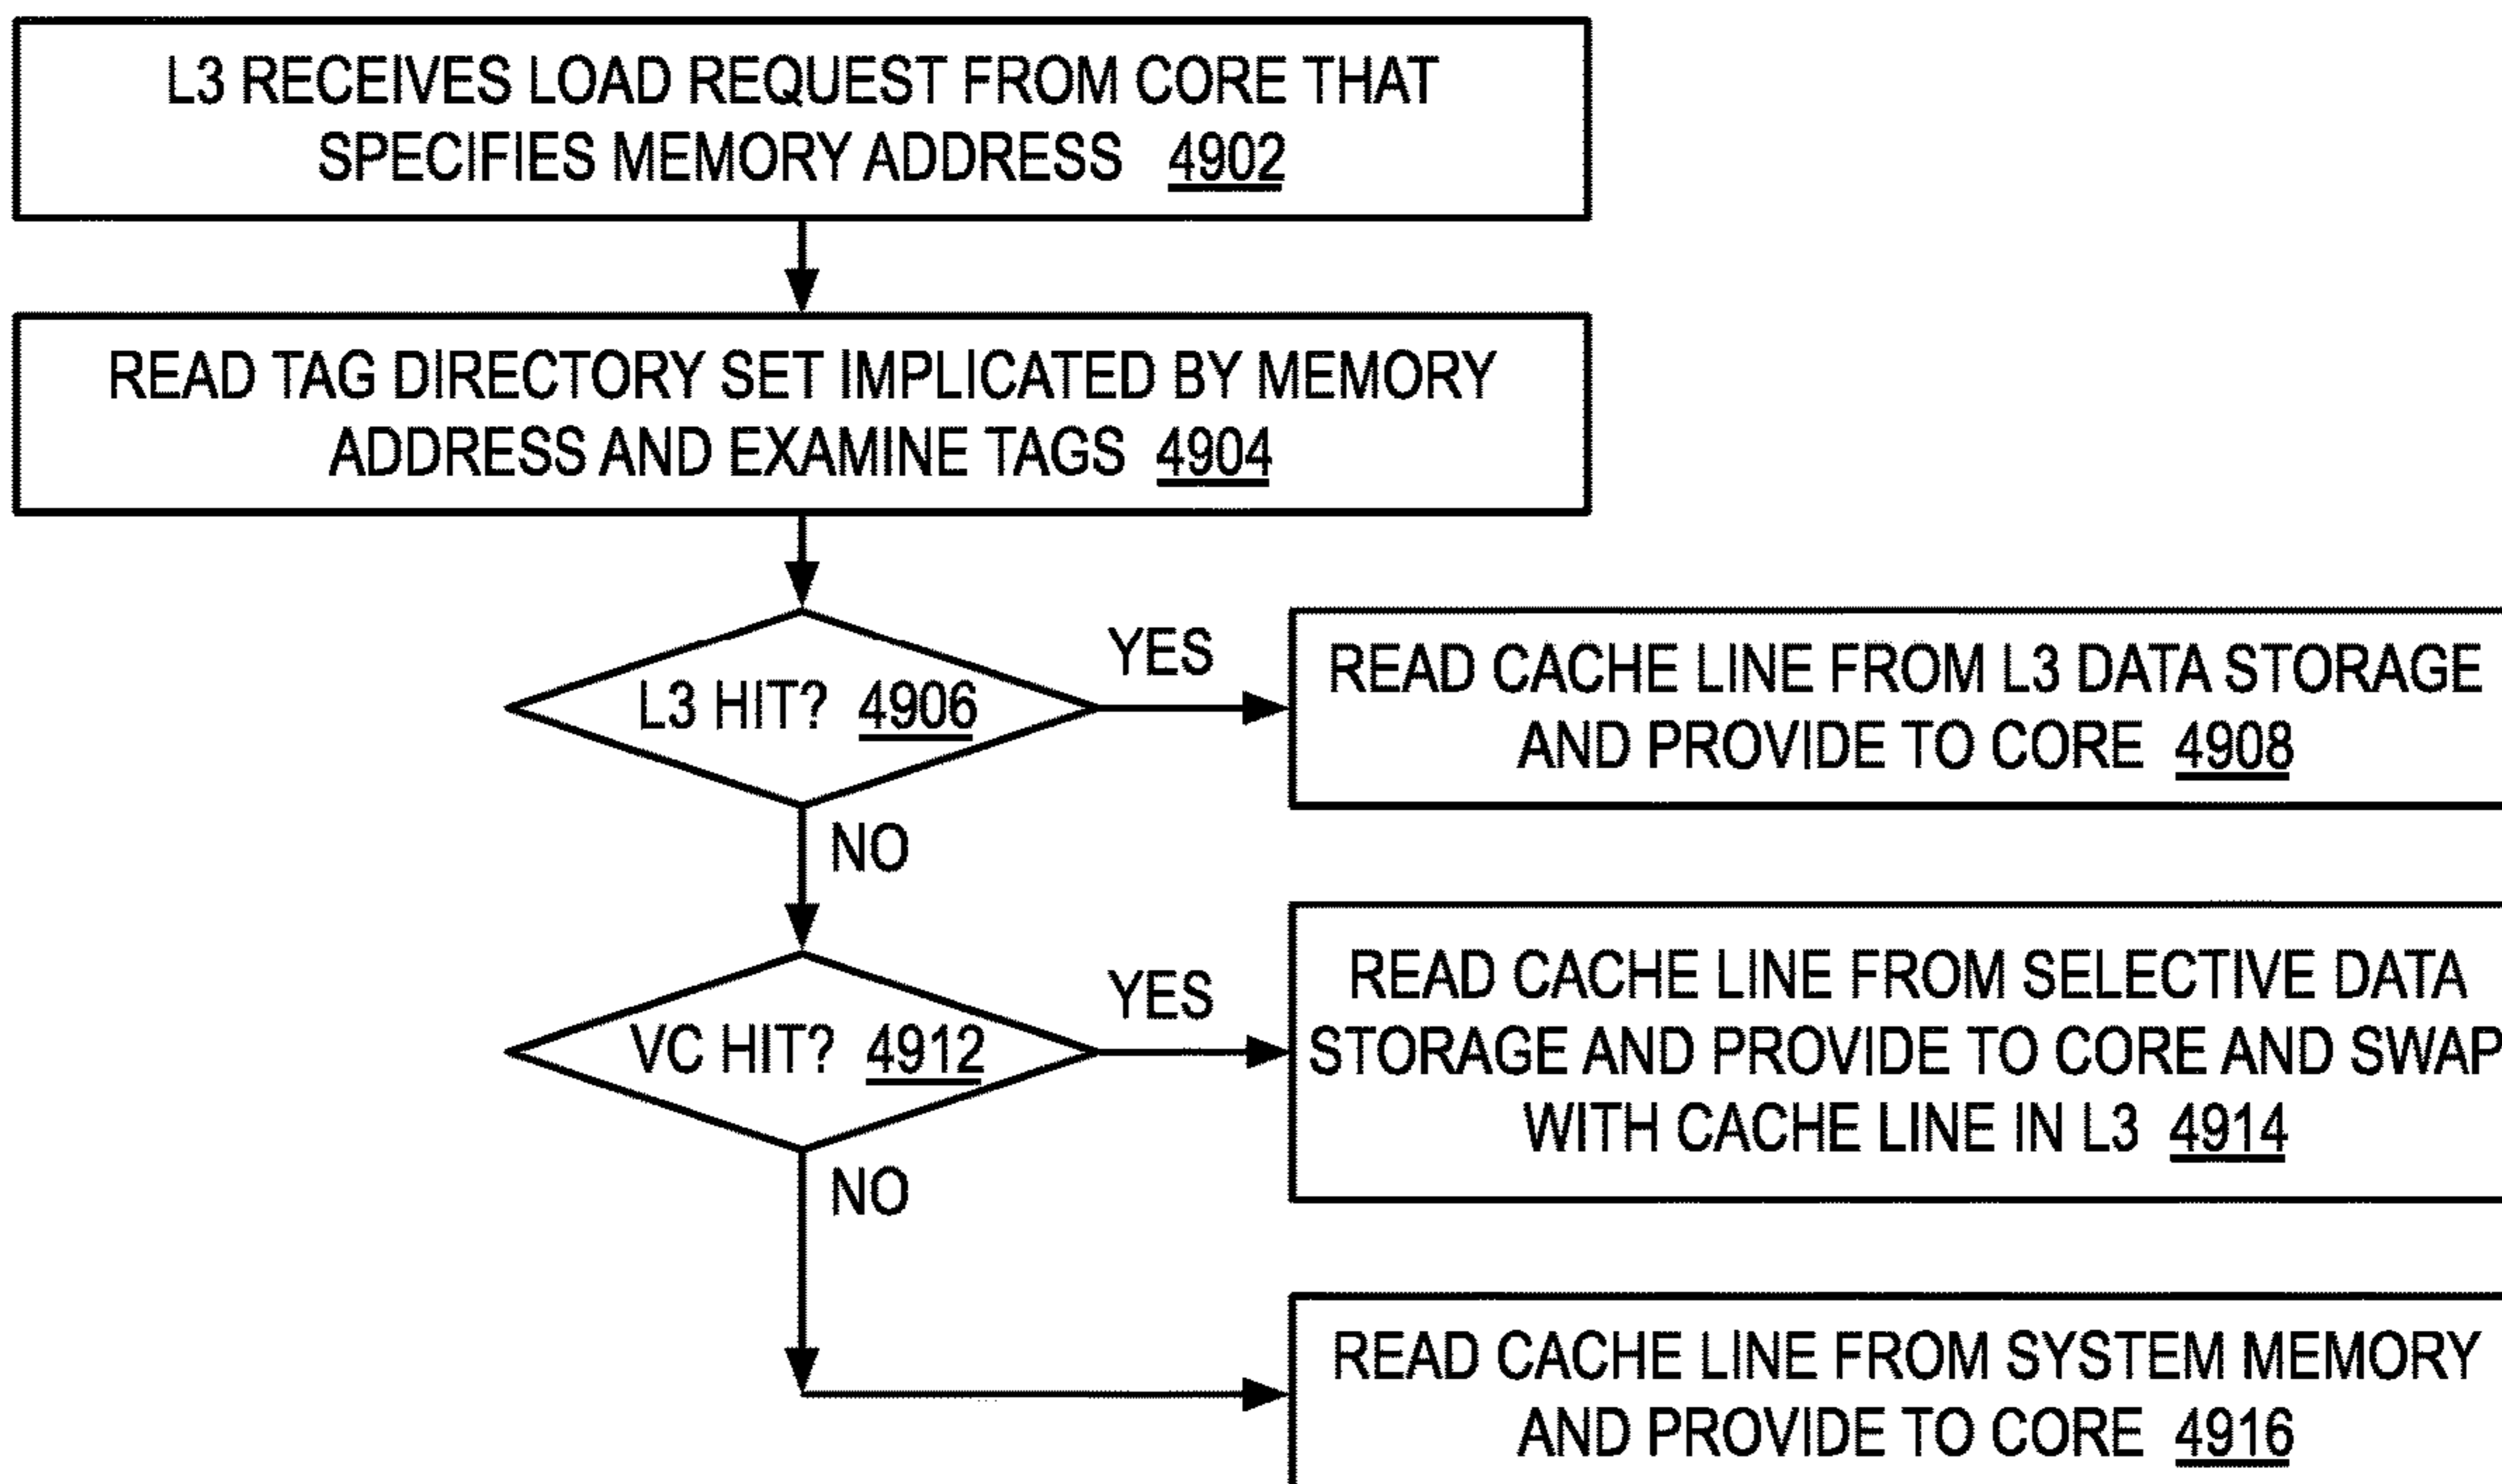 L3 RECEIVES LOAD REQUEST FROM CORE THAT
SPECIFIES MEMORY ADDRESS 4902
READ TAG DIRECTORY SET IMPLICATED BY MEMORY
ADDRESS AND EXAMINE TAGS 4904
L3 HIT? 4906
YES
READ CACHE LINE FROM L3 DATA STORAGE
AND PROVIDE TO CORE 4908
NO
VC HIT? 4912
YES
READ CACHE LINE FROM SELECTIVE DATA
STORAGE AND PROVIDE TO CORE AND SWAP
WITH CACHE LINE IN L3 4914
NO
READ CACHE LINE FROM SYSTEM MEMORY
AND PROVIDE TO CORE 4916